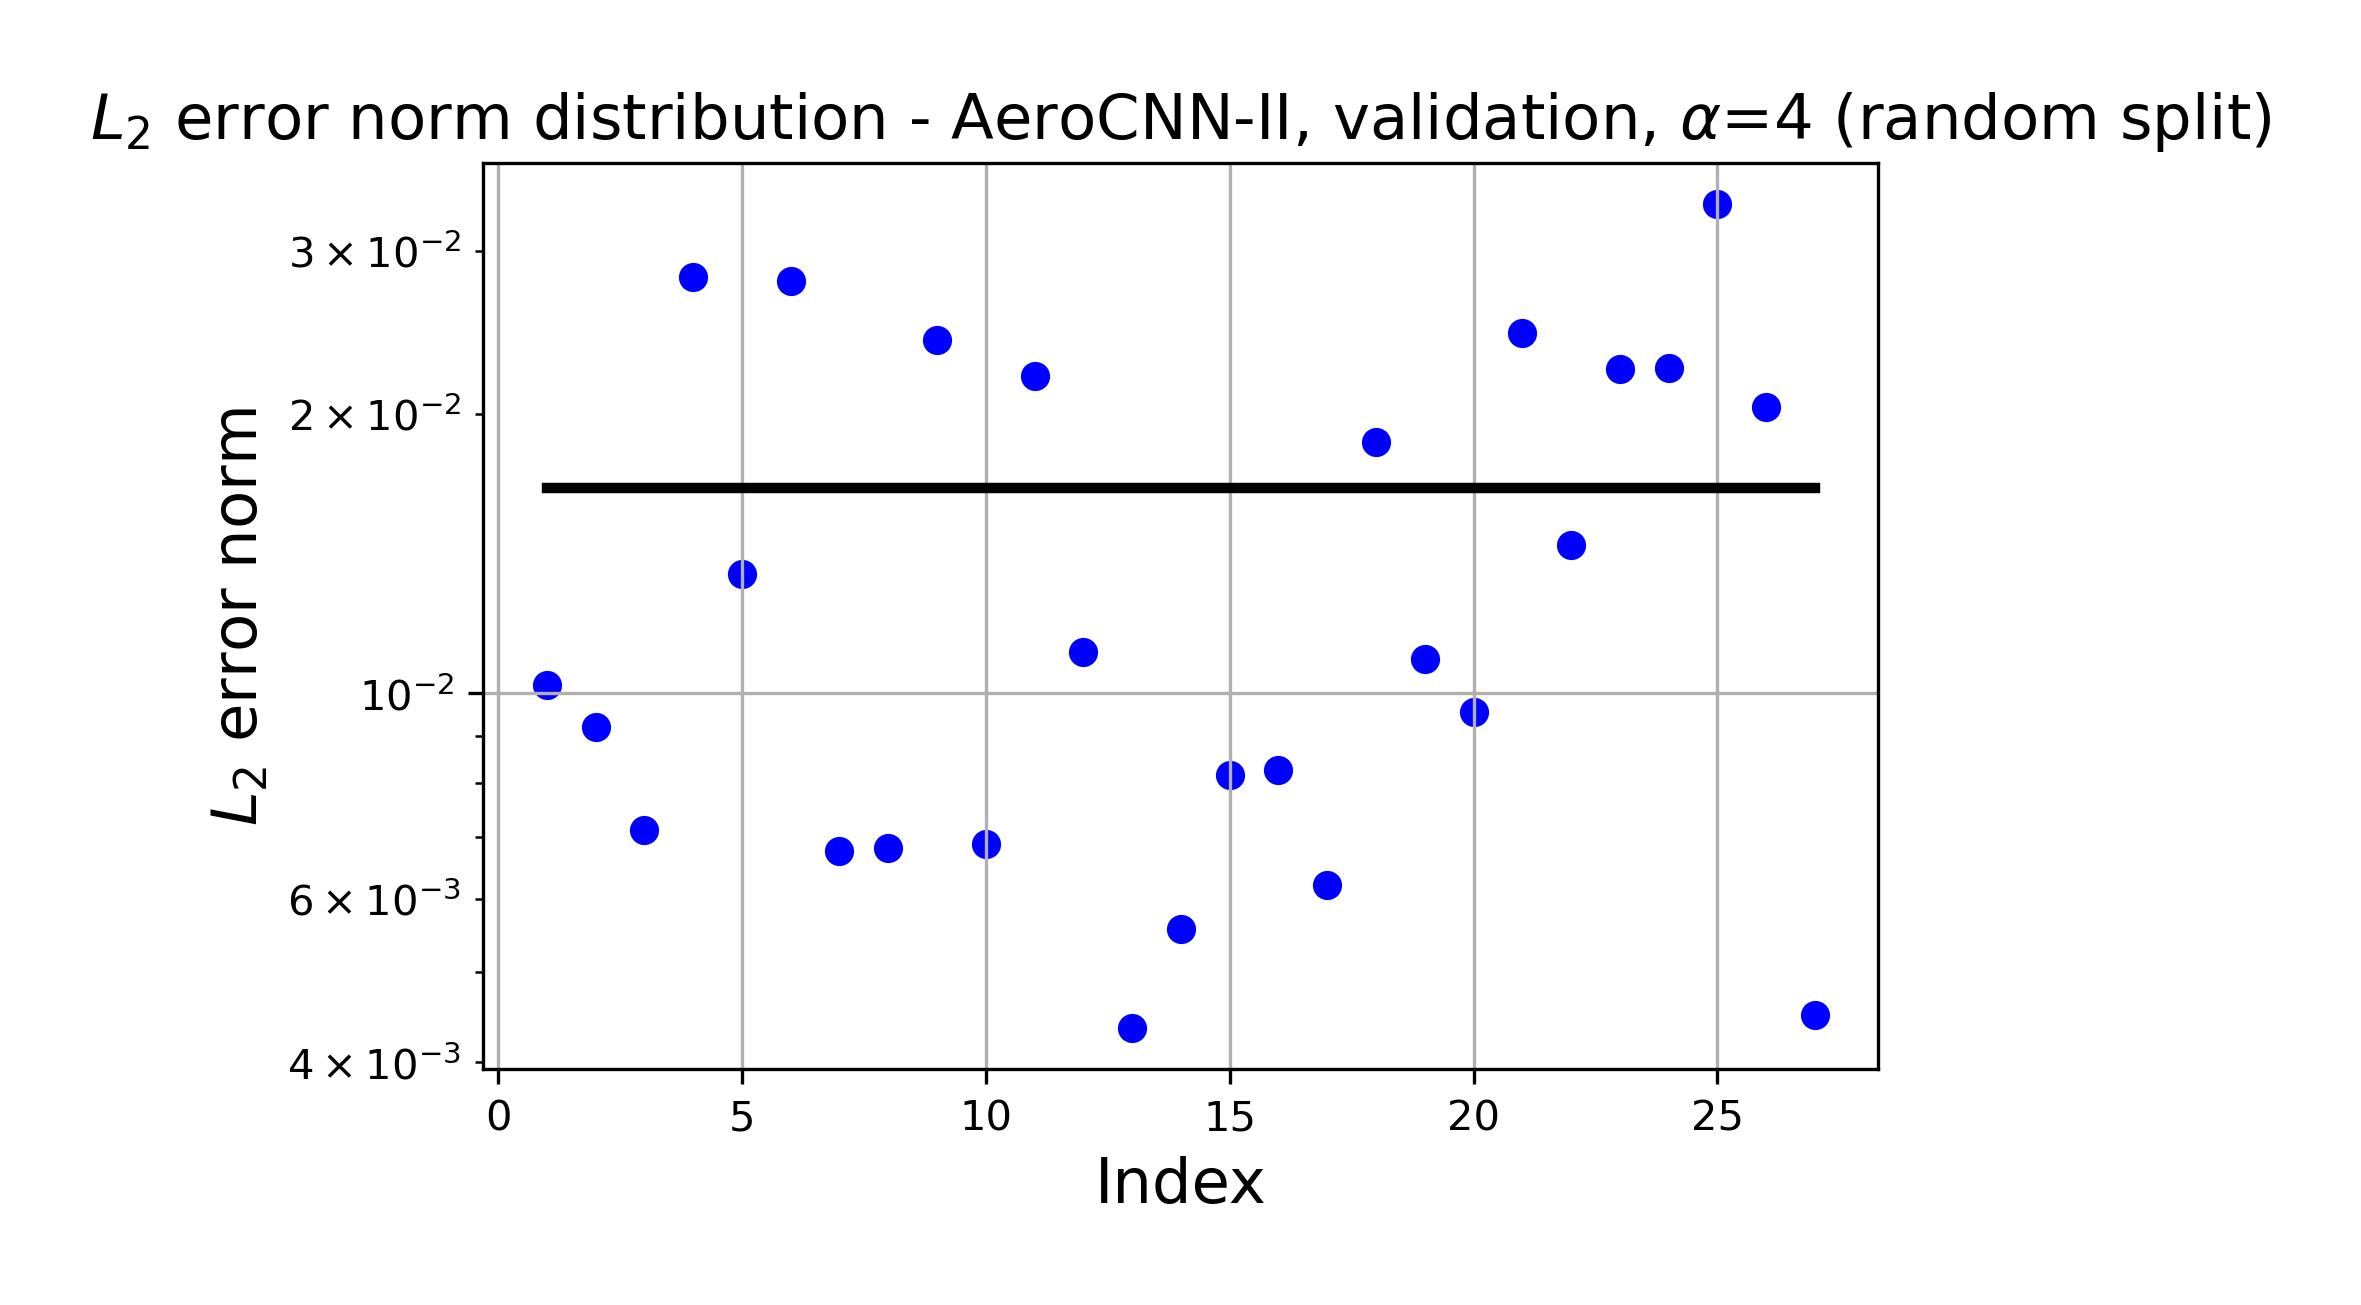 L₂ error norm distribution - AeroCNN-II, validation, α=4 (random split)
L₂ error norm
3 × 10⁻²
2 × 10⁻²
10⁻²
6 × 10⁻³
4 × 10⁻³
0 5 10 15 20 25
Index